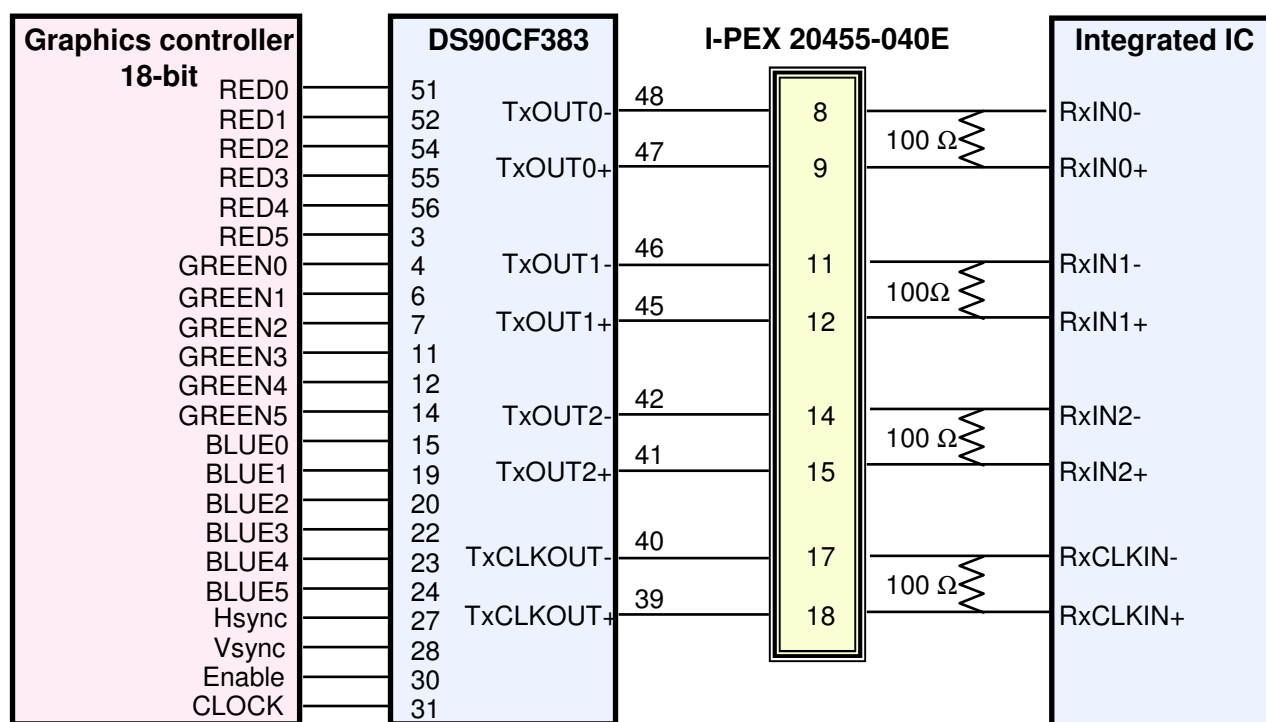 Graphics controller
18-bit
RED0
RED1
RED2
RED3
RED4
RED5
GREEN0
GREEN1
GREEN2
GREEN3
GREEN4
GREEN5
BLUE0
BLUE1
BLUE2
BLUE3
BLUE4
BLUE5
Hsync
Vsync
Enable
CLOCK
DS90CF383
51
52
54
55
56
3
4
6
7
11
12
14
15
19
20
22
23
24
27
28
30
31
TxOUT0-
TxOUT0+
TxOUT1-
TxOUT1+
TxOUT2-
TxOUT2+
TxCLKOUT-
TxCLKOUT+
48
47
46
45
42
41
40
39
I-PEX 20455-040E
8
9
11
12
14
15
17
18
100 Ω
100Ω
100 Ω
100 Ω
Integrated IC
RxIN0-
RxIN0+
RxIN1-
RxIN1+
RxIN2-
RxIN2+
RxCLKIN-
RxCLKIN+